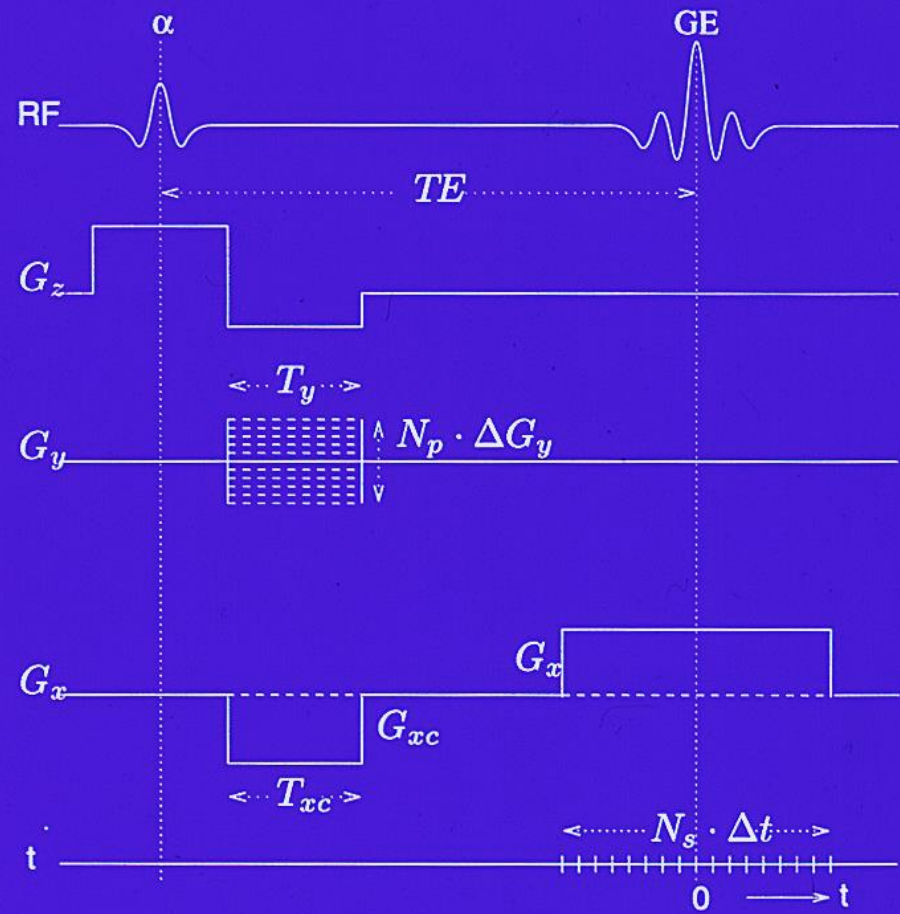 α GE
RF
TE
G_z
T_y
G_y N_p · ΔG_y
G_x G_x
G_xc
T_xc
N_s · Δt
t
0 t